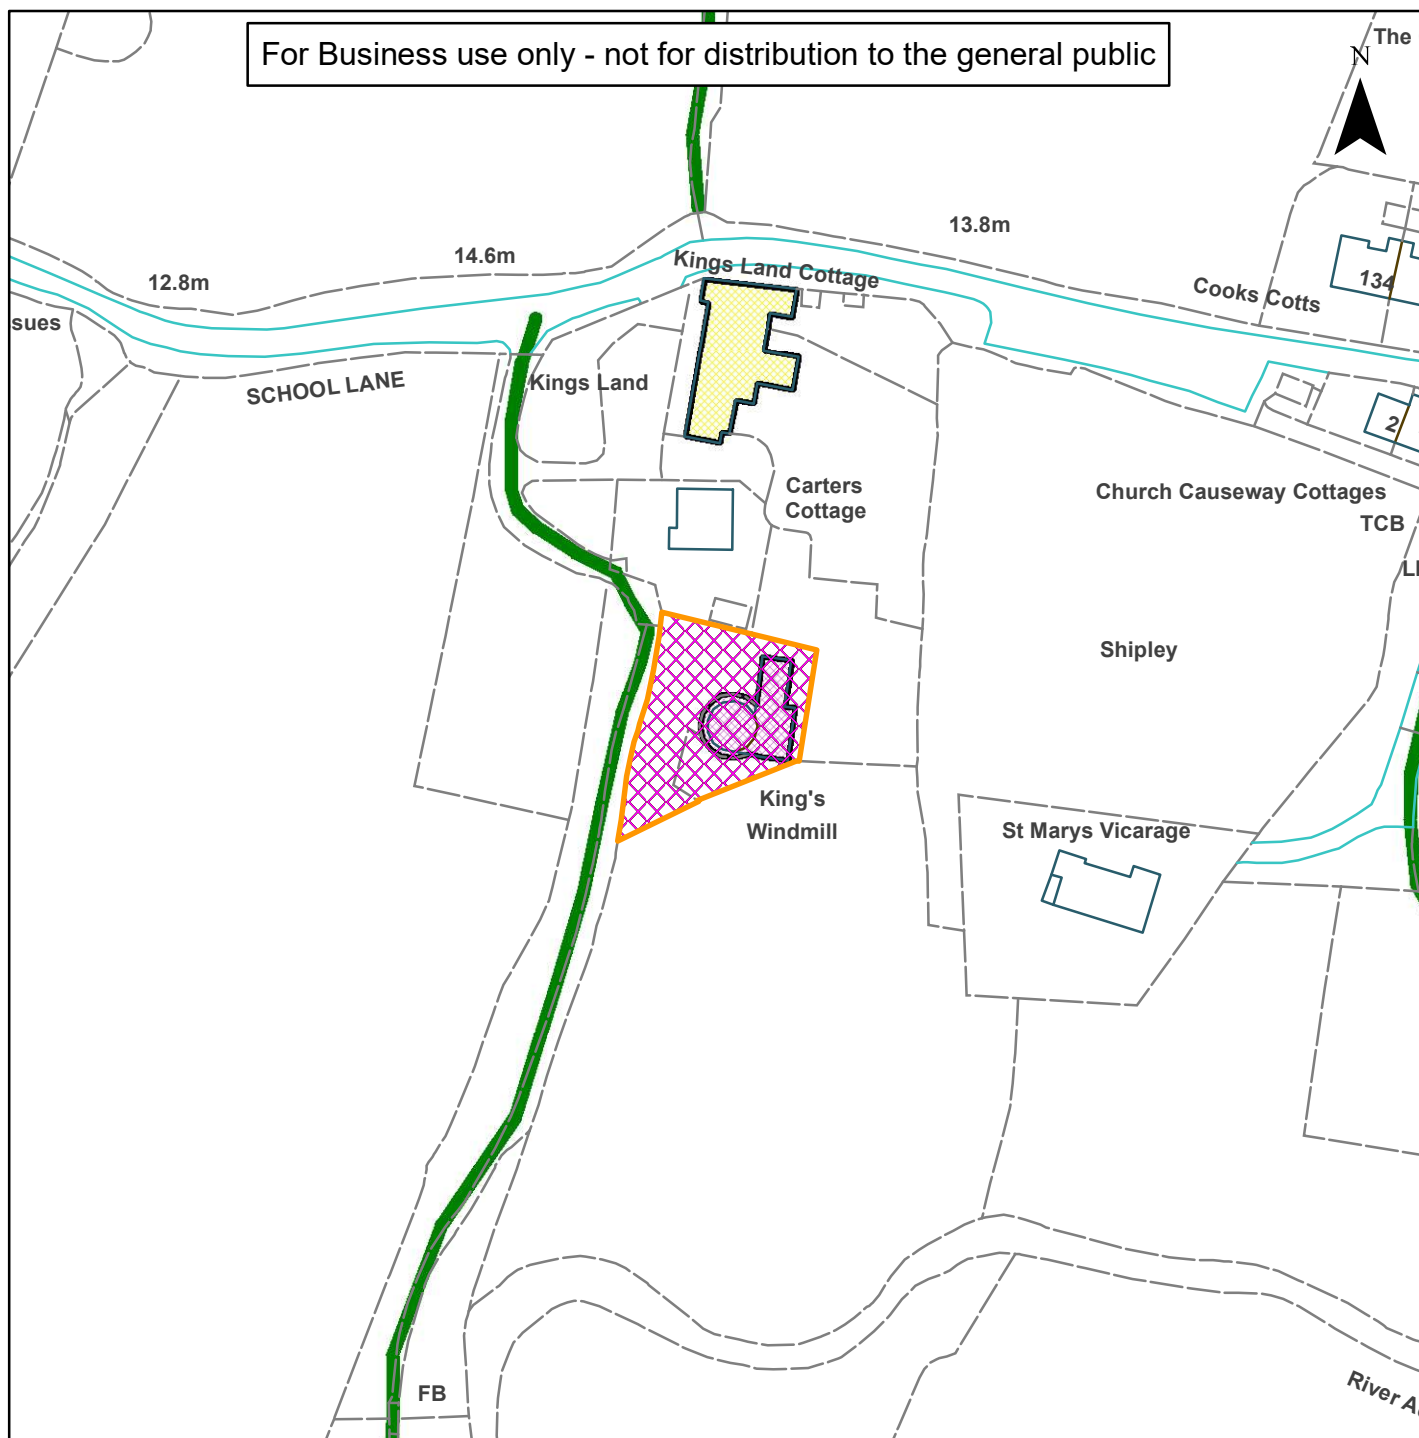 For Business use only - not for distribution to the general public
The
N
13.8m
14.6m
Kings Land Cottage
12.8m
134
Cooks Cotts
sues
SCHOOL LANE
Kings Land
2
Carters
Cottage
Church Causeway Cottages
TCB
Shipley
King's
Windmill
St Marys Vicarage
FB
River